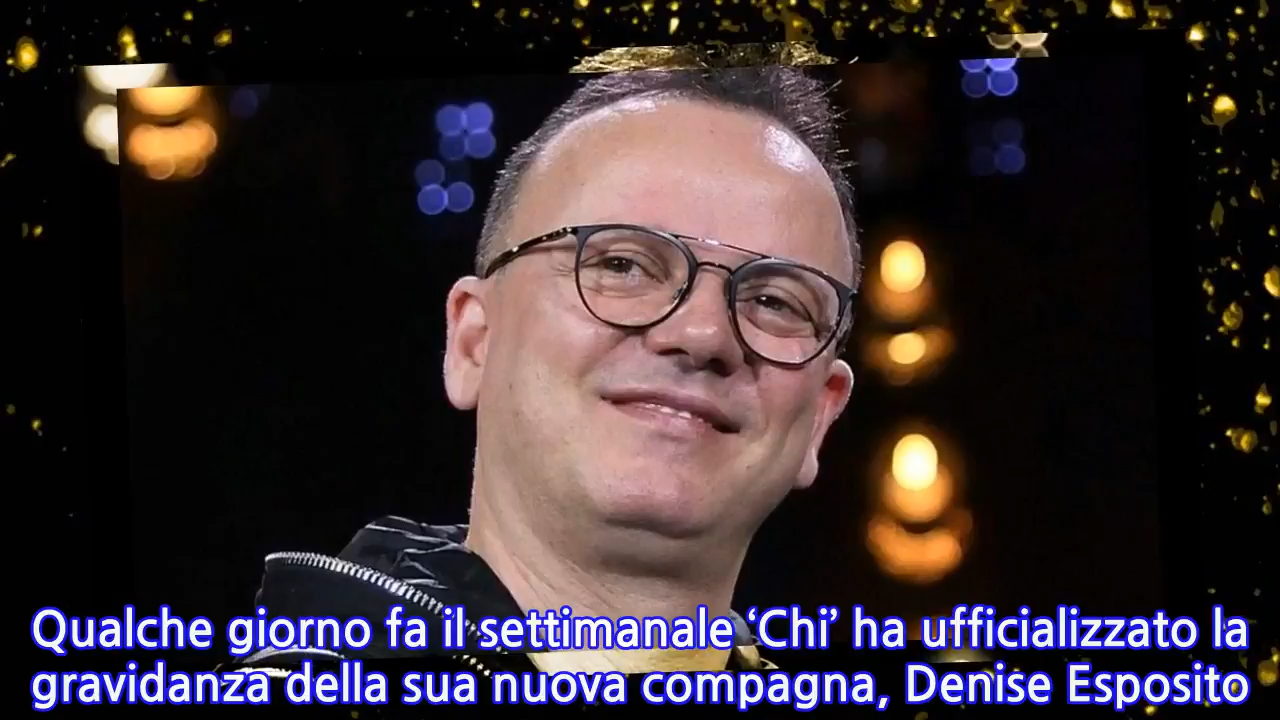 Qualche giorno fa il settimanale ‘Chi’ ha ufficializzato la
gravidanza della sua nuova compagna, Denise Esposito